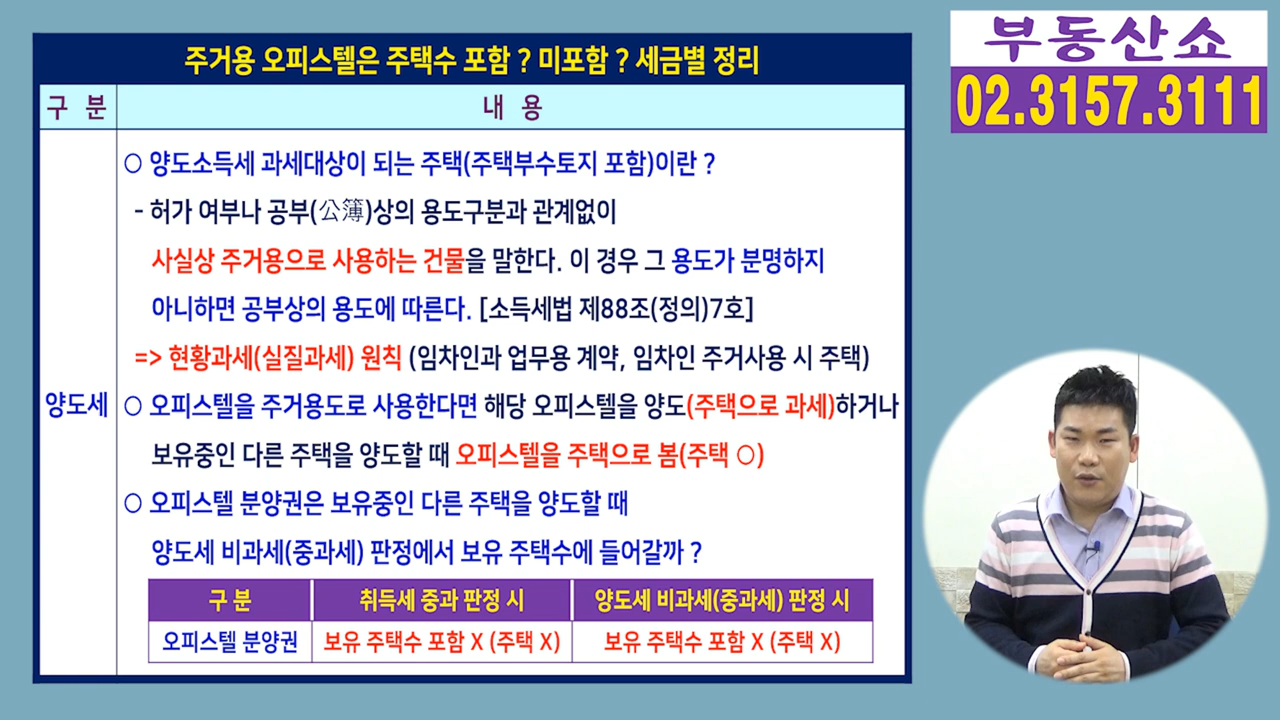 주거용 오피스텔은 주택수 포함 ? 미포함 ? 세금별 정리
구 분
내 용
양도세
○ 양도소득세 과세대상이 되는 주택(주택부수토지 포함)이란 ?
- 허가 여부나 공부(公簿)상의 용도구분과 관계없이
사실상 주거용으로 사용하는 건물을 말한다. 이 경우 그 용도가 분명하지
아니하면 공부상의 용도에 따른다. [소득세법 제88조(정의)7호]
=> 현황과세(실질과세) 원칙 (임차인과 업무용 계약, 임차인 주거사용 시 주택)
○ 오피스텔을 주거용도로 사용한다면 해당 오피스텔을 양도(주택으로 과세)하거나
보유중인 다른 주택을 양도할 때 오피스텔을 주택으로 봄(주택 ○)
○ 오피스텔 분양권은 보유중인 다른 주택을 양도할 때
양도세 비과세(중과세) 판정에서 보유 주택수에 들어갈까 ?
구 분
취득세 중과 판정 시
양도세 비과세(중과세) 판정 시
오피스텔 분양권
보유 주택수 포함 X (주택 X)
보유 주택수 포함 X (주택 X)
부동산쇼
02.3157.3111